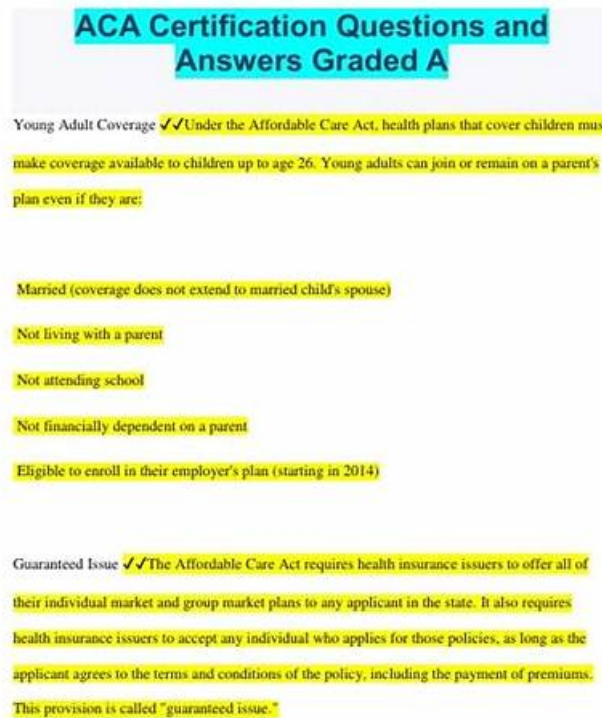 ACA Certification Questions and
Answers Graded A
Young Adult Coverage ✓✓Under the Affordable Care Act, health plans that cover children mus
make coverage available to children up to age 26. Young adults can join or remain on a parent's
plan even if they are:
Married (coverage does not extend to married child's spouse)
Not living with a parent
Not attending school
Not financially dependent on a parent
Eligible to enroll in their employer's plan (starting in 2014)
Guaranteed Issue ✓✓The Affordable Care Act requires health insurance issuers to offer all of
their individual market and group market plans to any applicant in the state. It also requires
health insurance issuers to accept any individual who applies for those policies, as long as the
applicant agrees to the terms and conditions of the policy, including the payment of premiums.
This provision is called "guaranteed issue."